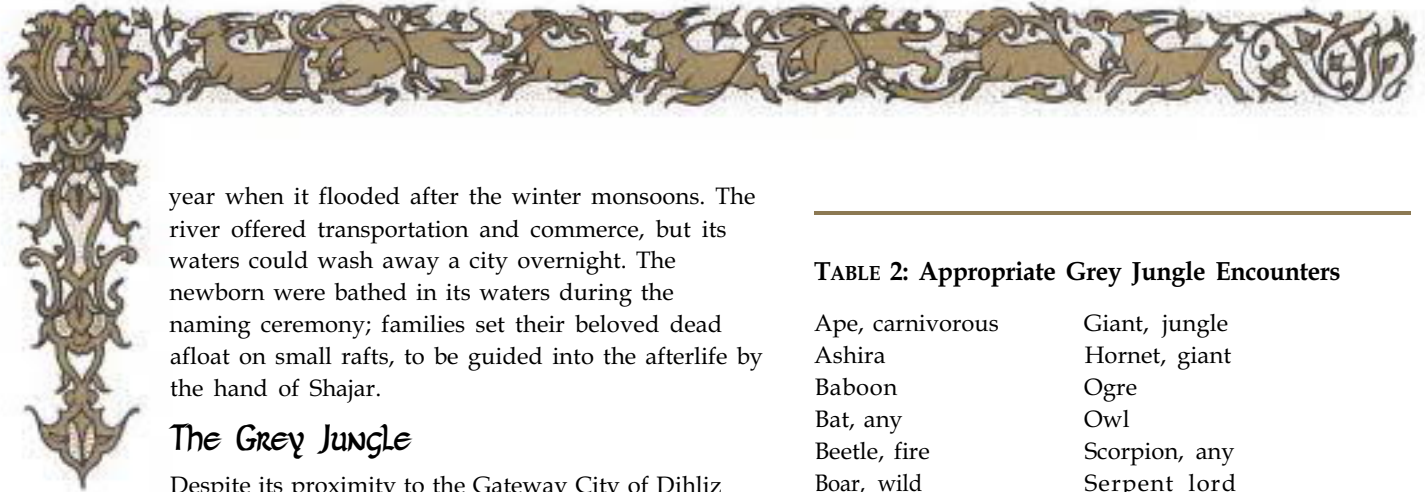 year when it flooded after the winter monsoons. The
river offered transportation and commerce, but its
waters could wash away a city overnight. The
newborn were bathed in its waters during the
naming ceremony; families set their beloved dead
afloat on small rafts, to be guided into the afterlife by
the hand of Shajar.
The Grey Jungle
Despite its proximity to the Gateway City of Dihliz
TABLE 2: Appropriate Grey Jungle Encounters
Ape, carnivorous
Ashira
Baboon
Bat, any
Beetle, fire
Boar, wild
Giant, jungle
Hornet, giant
Ogre
Owl
Scorpion, any
Serpent lord